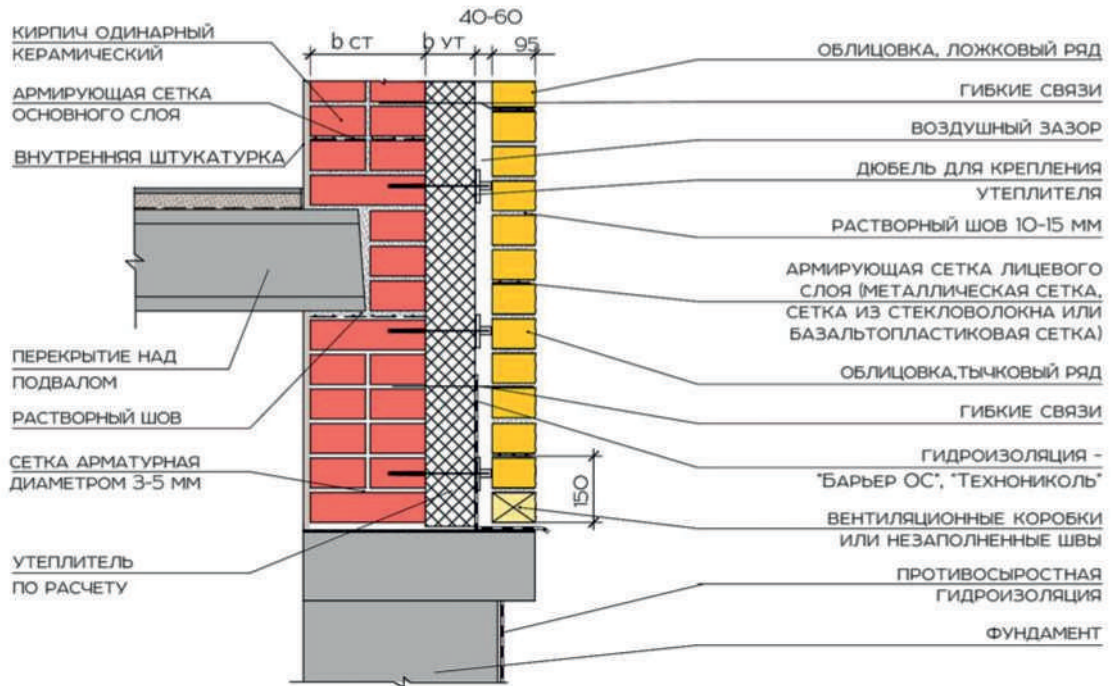 40-60
b СТ
b УТ
95
КИРПИЧ ОДИНАРНЫЙ
КЕРАМИЧЕСКИЙ
АРМИРУЮЩАЯ СЕТКА
ОСНОВНОГО СЛОЯ
ВНУТРЕННЯЯ ШТУКАТУРКА
ПЕРЕКРЫТИЕ НАД
ПОДВАЛОМ
РАСТВОРНЫЙ ШОВ
СЕТКА АРМАТУРНАЯ
ДИАМЕТРОМ 3-5 ММ
УТЕПЛИТЕЛЬ
ПО РАСЧЕТУ
ОБЛИЦОВКА, ЛОЖКОВЫЙ РЯД
ГИБКИЕ СВЯЗИ
ВОЗДУШНЫЙ ЗАЗОР
ДЮБЕЛЬ ДЛЯ КРЕПЛЕНИЯ
УТЕПЛИТЕЛЯ
РАСТВОРНЫЙ ШОВ 10-15 ММ
АРМИРУЮЩАЯ СЕТКА ЛИЦЕВОГО
СЛОЯ (МЕТАЛЛИЧЕСКАЯ СЕТКА,
СЕТКА ИЗ СТЕКЛОВОЛОКНА ИЛИ
БАЗАЛЬТОПЛАСТИКОВАЯ СЕТКА)
ОБЛИЦОВКА,ТЫЧКОВЫЙ РЯД
ГИБКИЕ СВЯЗИ
ГИДРОИЗОЛЯЦИЯ -
"БАРЬЕР ОС", "ТЕХНОНИКОЛЬ"
150
ВЕНТИЛЯЦИОННЫЕ КОРОБКИ
ИЛИ НЕЗАПОЛНЕННЫЕ ШВЫ
ПРОТИВОСЫРОСТНАЯ
ГИДРОИЗОЛЯЦИЯ
ФУНДАМЕНТ